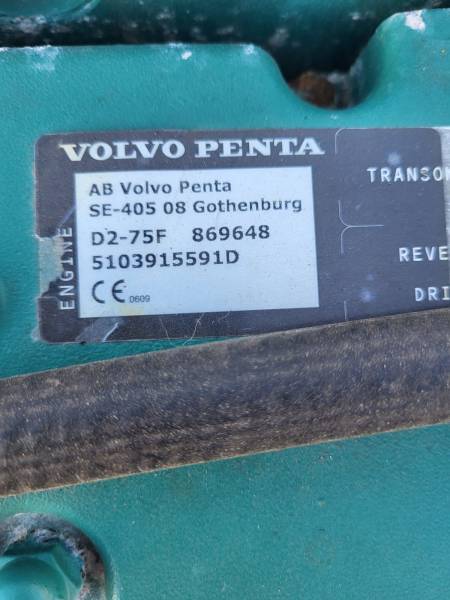 VOLVO PENTA
AB Volvo Penta
SE-405 08 Gothenburg
D2-75F 869648
5103915591D
CE 0609
ENGINE
TRANSOM
REVE
DRI